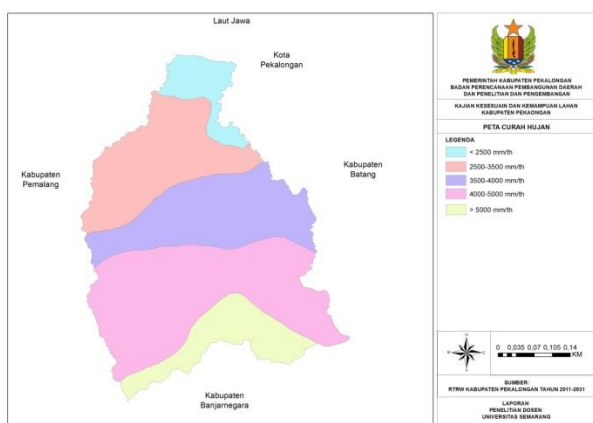 Laut Jawa
Kota
Pekalongan
Kabupaten
Pemalang
Kabupaten
Batang
Kabupaten
Banjarnegara
PEMERINTAH KABUPATEN PEKALONGAN
BADAN PERENCANAAN PEMBANGUNAN DAERAH
DAN PENELITIAN DAN PENGEMBANGAN
KAJIAN KESESUAIN DAN KEMAMPUAN LAHAN
KABUPATEN PEKAONGAN
PETA CURAH HUJAN
LEGENDA
< 2500 mm/th
2500-3500 mm/th
3500-4000 mm/th
4000-5000 mm/th
> 5000 mm/th
0 0,035 0,07 0,105 0,14
KM
SUMBER:
RTRW KABUPATEN PEKALONGAN TAHUN 2011-2031
LAPORAN
PENELITIAN DOSEN
UNIVERSITAS SEMARANG